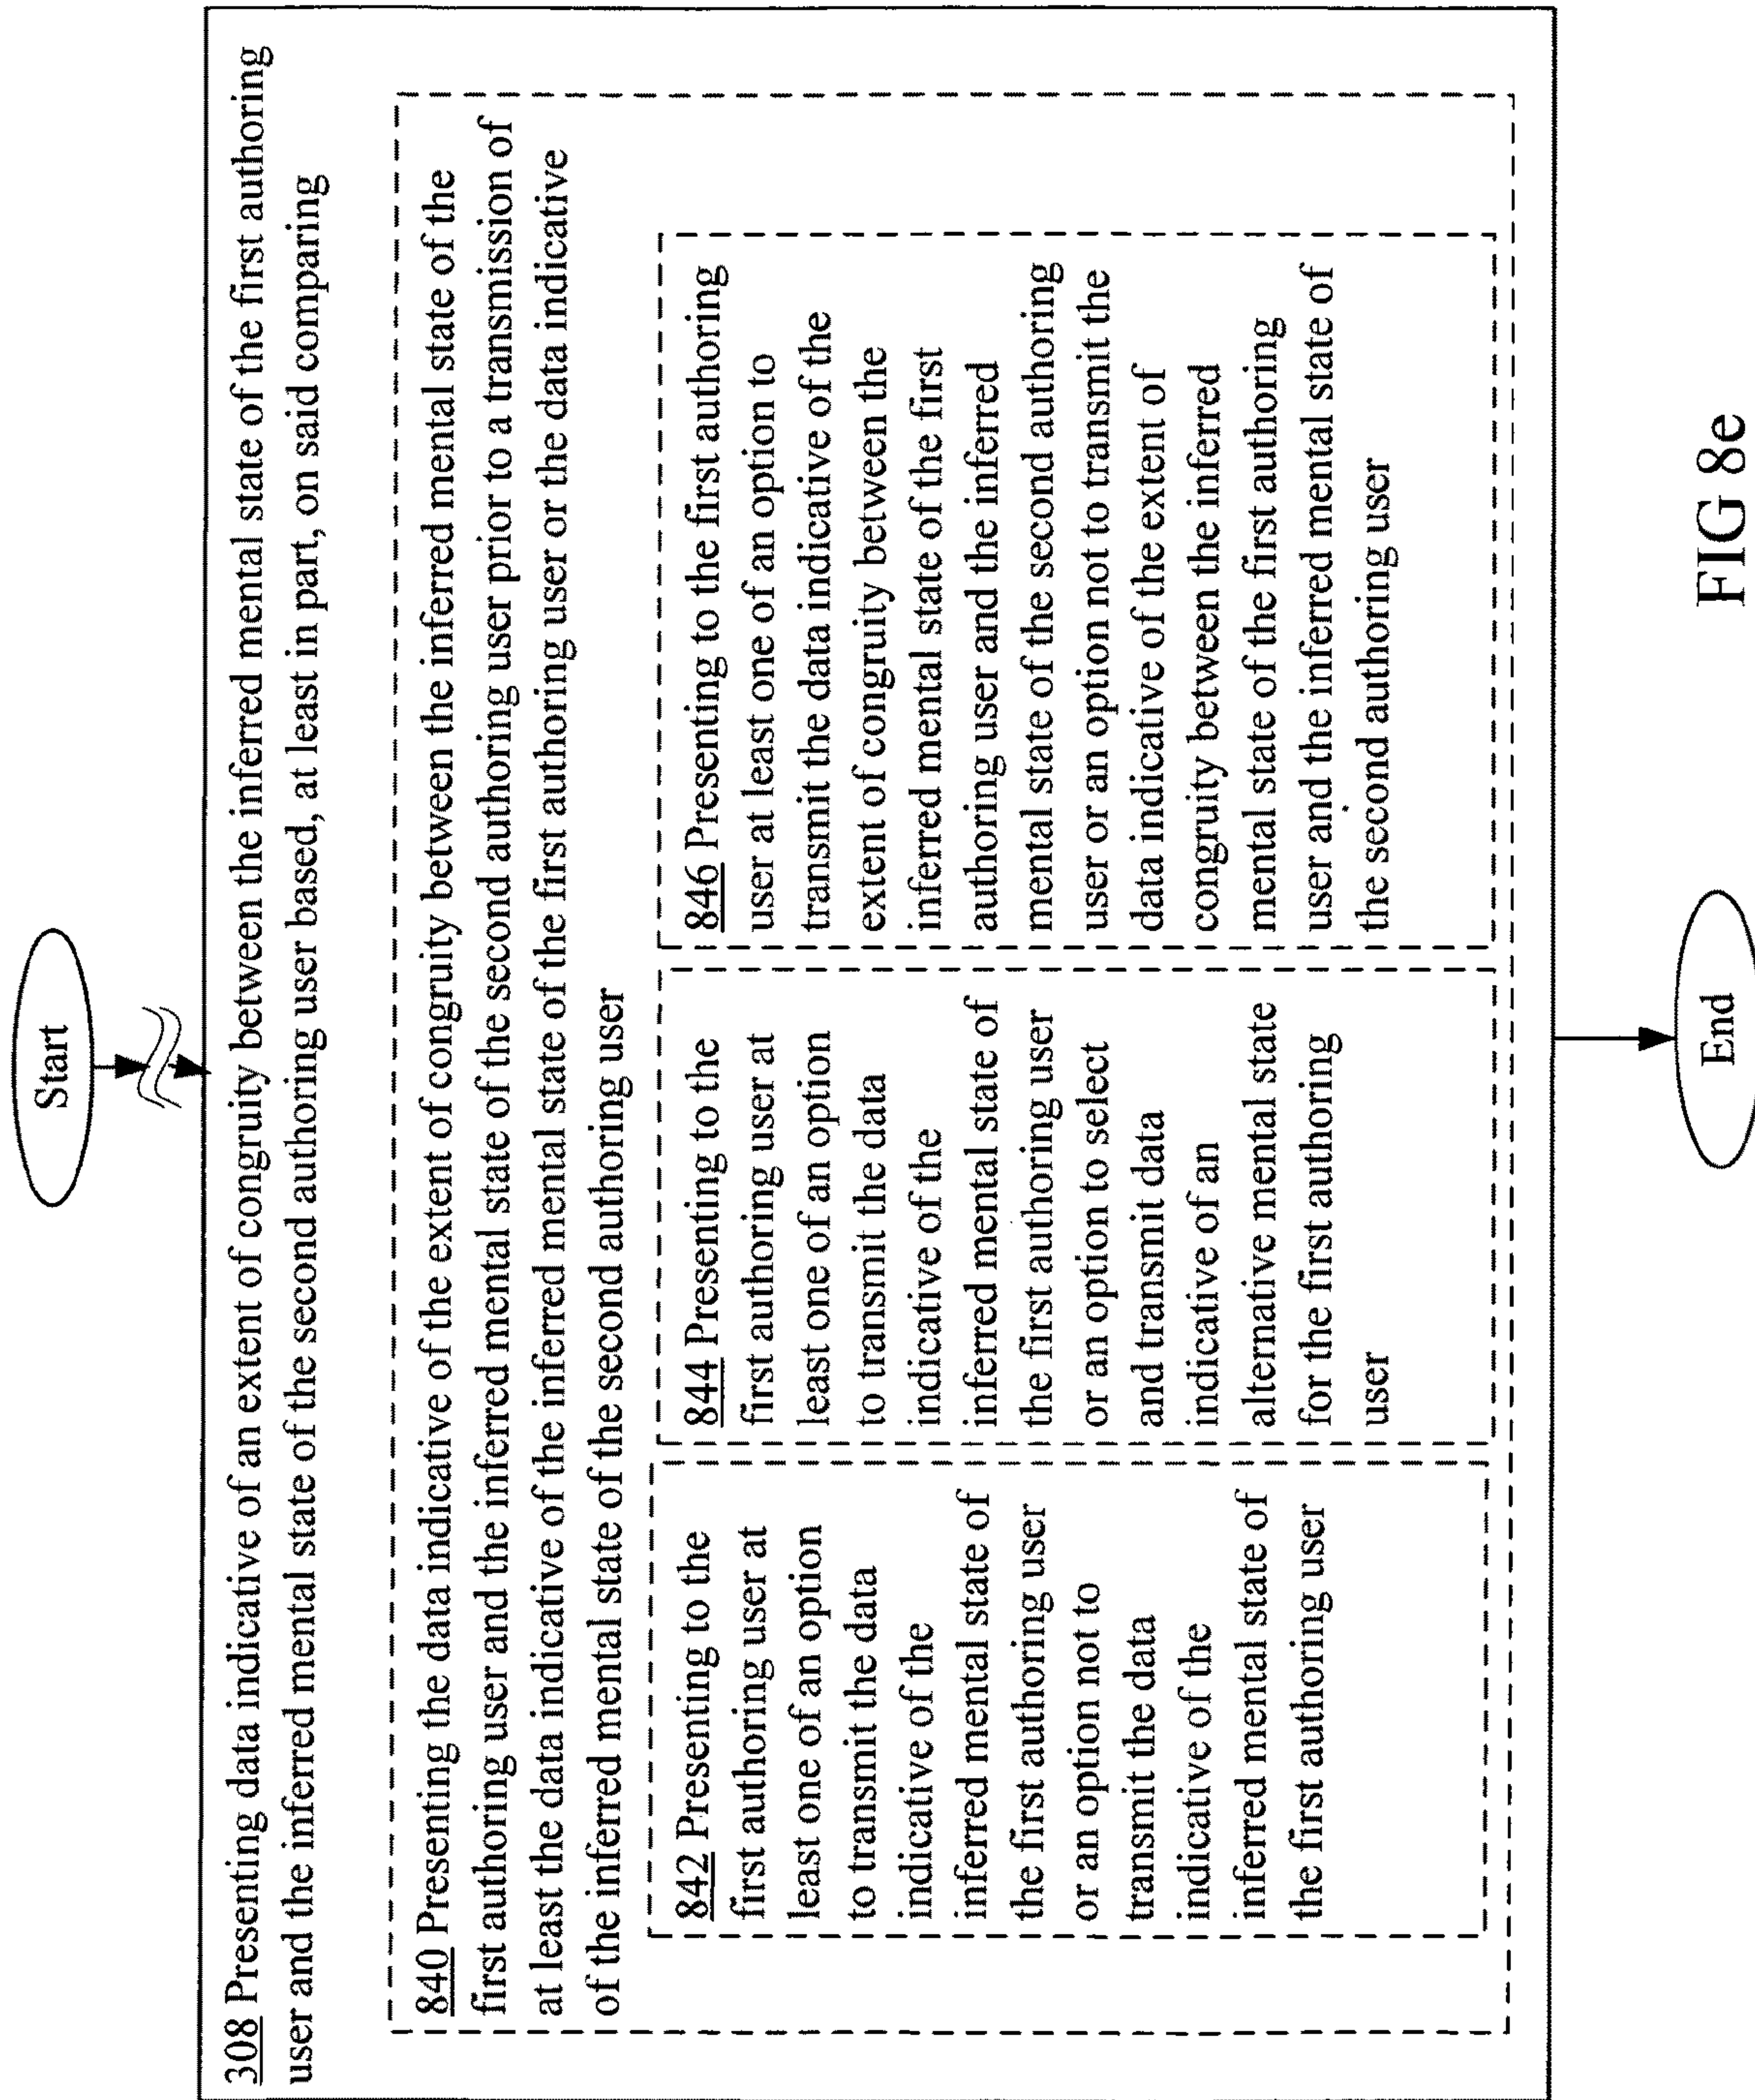 Start
308 Presenting data indicative of an extent of congruity between the inferred mental state of the first authoring
user and the inferred mental state of the second authoring user based, at least in part, on said comparing
840 Presenting the data indicative of the extent of congruity between the inferred mental state of the
first authoring user and the inferred mental state of the second authoring user prior to a transmission of
at least the data indicative of the inferred mental state of the first authoring user or the data indicative
of the inferred mental state of the second authoring user
842 Presenting to the
first authoring user at
least one of an option
to transmit the data
indicative of the
inferred mental state of
the first authoring user
or an option not to
transmit the data
indicative of the
inferred mental state of
the first authoring user
844 Presenting to the
first authoring user at
least one of an option
to transmit the data
indicative of the
inferred mental state of
the first authoring user
or an option to select
and transmit data
indicative of an
alternative mental state
for the first authoring
user
846 Presenting to the first authoring
user at least one of an option to
transmit the data indicative of the
extent of congruity between the
inferred mental state of the first
authoring user and the inferred
mental state of the second authoring
user or an option not to transmit the
data indicative of the extent of
congruity between the inferred
mental state of the first authoring
user and the inferred mental state of
the second authoring user
End
FIG 8e